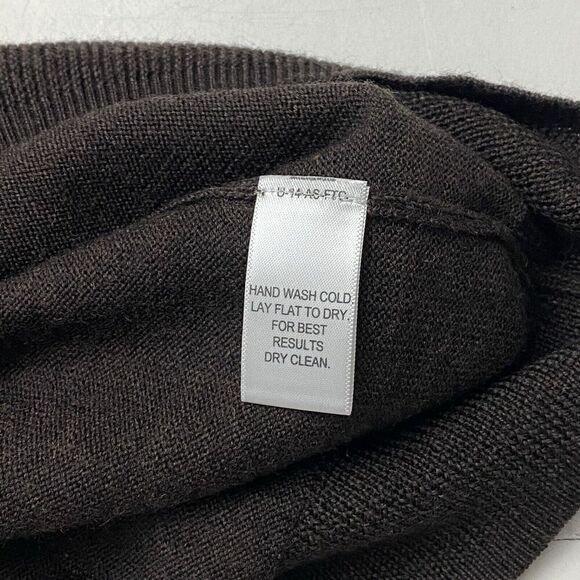 U-14-AS-FTC
HAND WASH COLD
LAY FLAT TO DRY.
FOR BEST
RESULTS
DRY CLEAN.